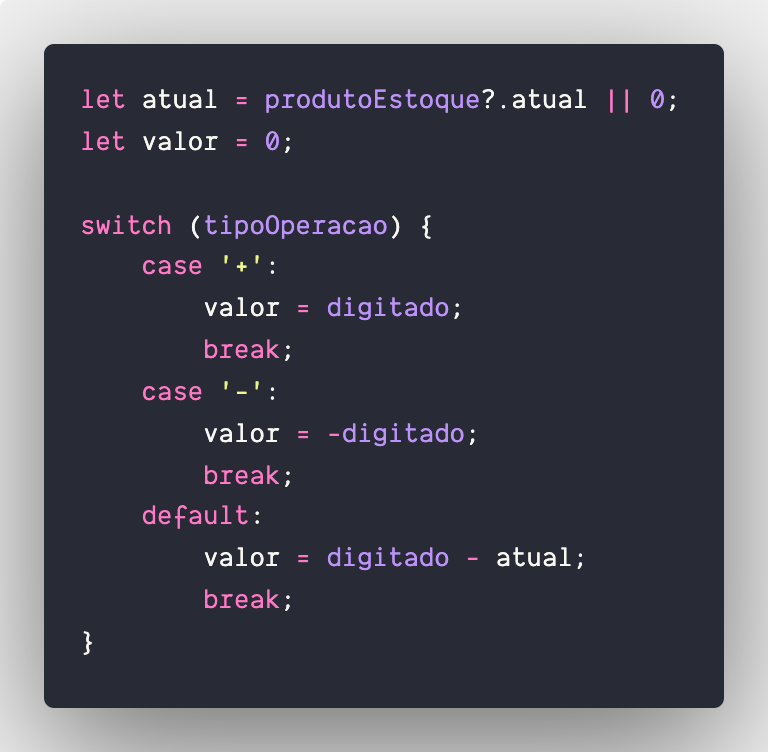 let atual = produtoEstoque?.atual || 0;
let valor = 0;

switch (tipoOperacao) {
    case '+':
        valor = digitado;
        break;
    case '-':
        valor = -digitado;
        break;
    default:
        valor = digitado - atual;
        break;
}